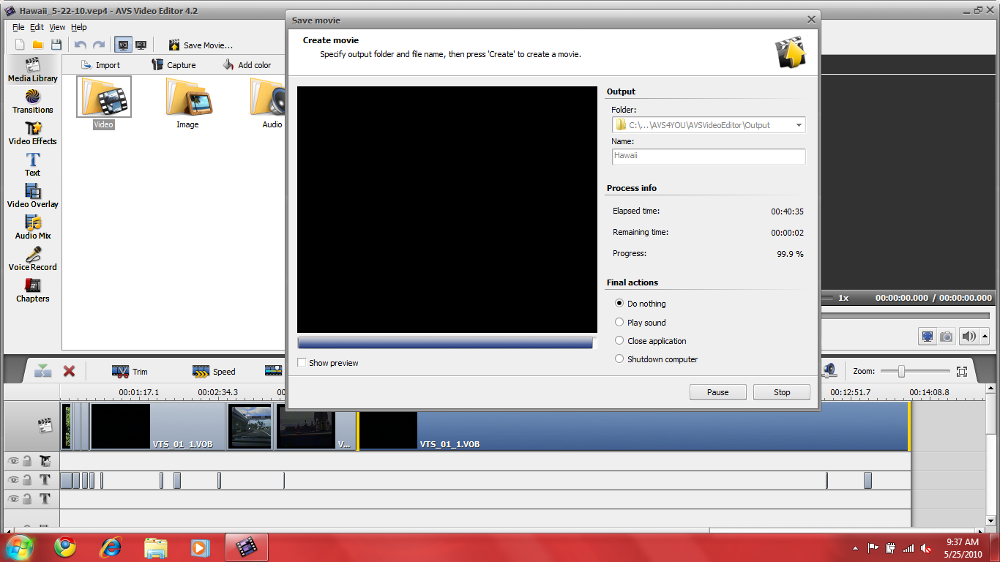 Hawaii_5-22-10.vep4 - AVS Video Editor 4.2
File Edit View Help
4:3 16:9 Save Movie...
Media Library
Transitions
Video Effects
Text
Video Overlay
Audio Mix
Voice Record
Chapters
Import Capture Add color
Video Image Audio
Save movie
Create movie
Specify output folder and file name, then press 'Create' to create a movie.
Output
Folder:
C:\...\AVS4YOU\AVSVideoEditor\Output
Name:
Hawaii
Process info
Elapsed time: 00:40:35
Remaining time: 00:00:02
Progress: 99.9 %
Final actions
Do nothing
Play sound
Close application
Shutdown computer
Show preview
Pause Stop
1x 00:00:00.000 / 00:00:00.000
Trim Speed Zoom:
00:01:17.1 00:02:34.3 00 00:12:51.7 00:14:08.8
VTS_01_1.VOB V... VTS_01_1.VOB
T
T
9:37 AM
5/25/2010